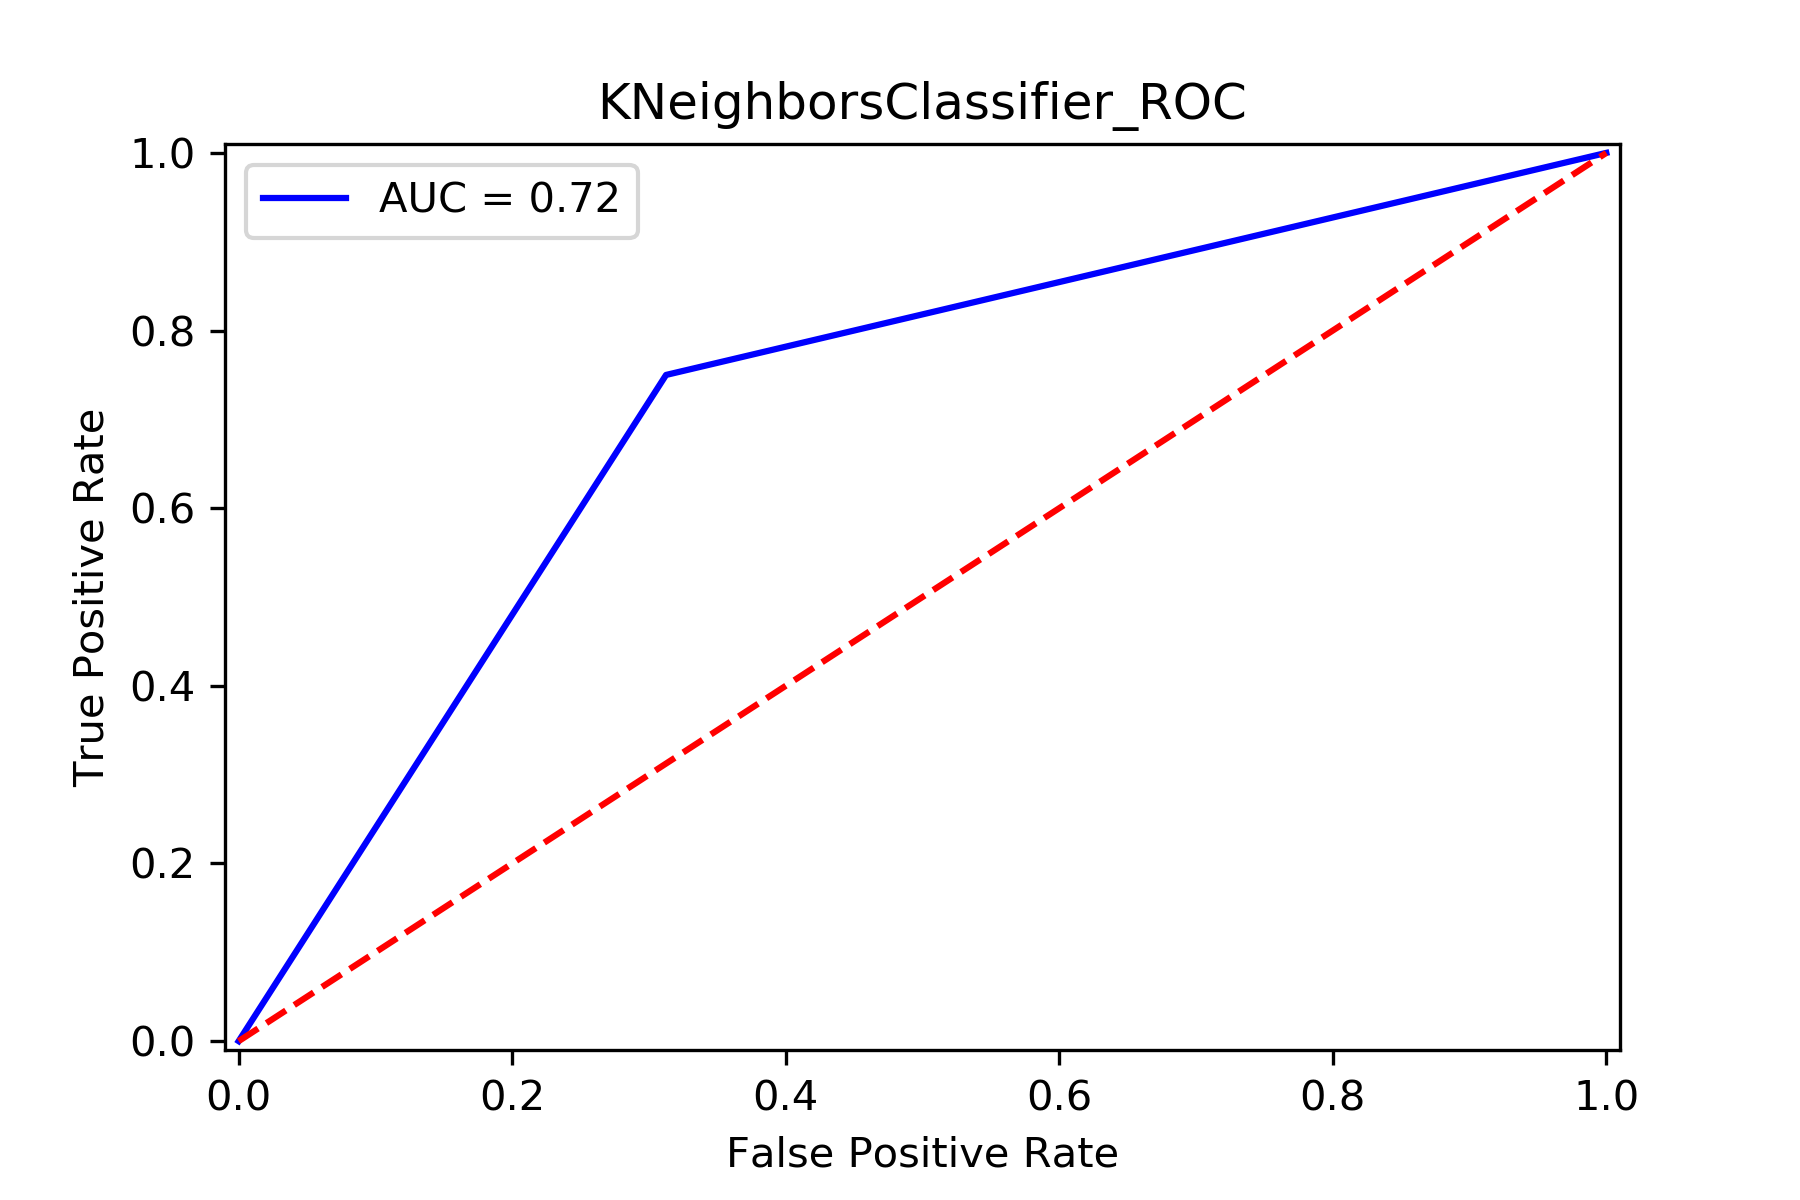 KNeighborsClassifier_ROC
AUC = 0.72
True Positive Rate
1.0
0.8
0.6
0.4
0.2
0.0
0.0 0.2 0.4 0.6 0.8 1.0
False Positive Rate